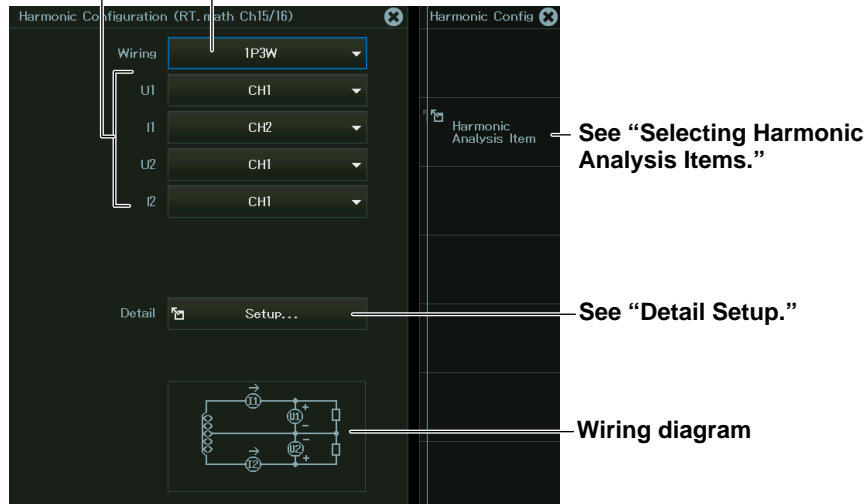 Harmonic Configuration (RT. math Ch15/16)
Harmonic Config
Wiring 1P3W
U1 CH1
I1 CH2
Harmonic
Analysis Item
See “Selecting Harmonic
Analysis Items.”
U2 CH1
I2 CH1
Detail Setup...
See “Detail Setup.”
I1
U1
+
−
−
U2
+
I2
Wiring diagram